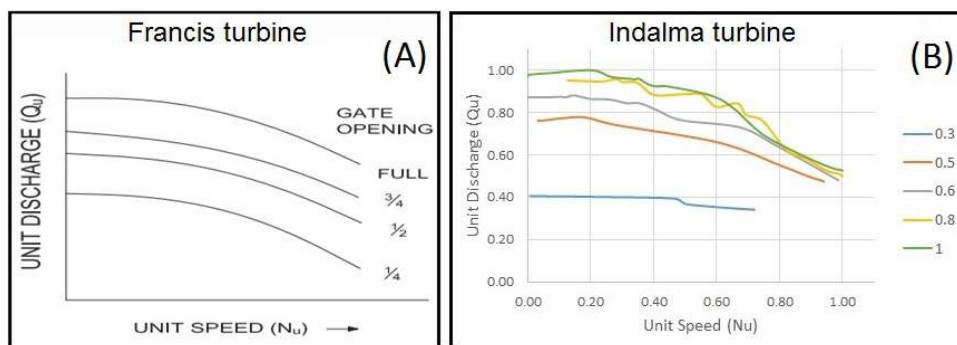 Francis turbine
(A)
UNIT DISCHARGE (Qu)
GATE
OPENING
FULL
¾
½
¼
UNIT SPEED (Nu)
Indalma turbine
(B)
Unit Discharge (Qu)
1.00
0.80
0.60
0.40
0.20
0.00
0.00 0.20 0.40 0.60 0.80 1.00
Unit Speed (Nu)
0.3
0.5
0.6
0.8
1